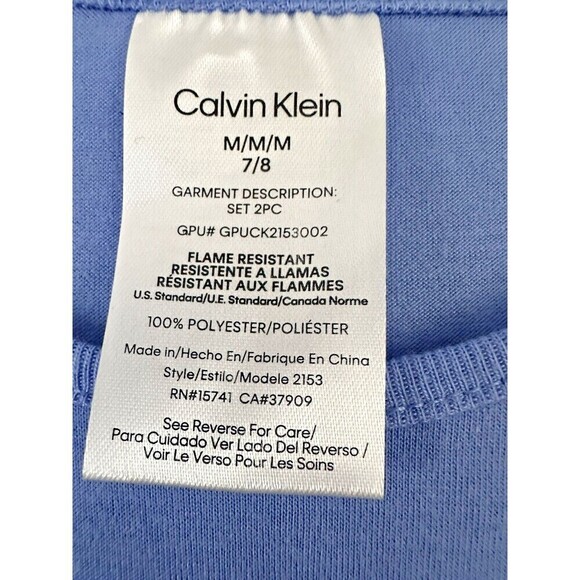 Calvin Klein
M/M/M
7/8
GARMENT DESCRIPTION:
SET 2PC
GPU# GPUCK2153002
FLAME RESISTANT
RESISTENTE A LLAMAS
RÉSISTANT AUX FLAMMES
U.S. Standard/U.E. Standard/Canada Norme
100% POLYESTER/POLIÉSTER
Made in/Hecho En/Fabrique En China
Style/Estilo/Modele 2153
RN#15741 CA#37909
See Reverse For Care/
Para Cuidado Ver Lado Del Reverso /
Voir Le Verso Pour Les Soins